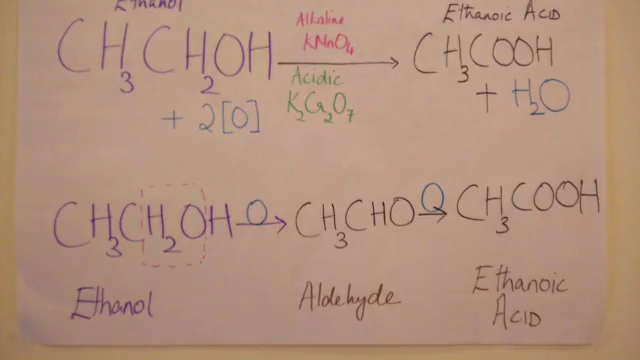 Ethanol
Alkaline
Ethanoic Acid
CH3CH2OH
KMnO4
CH3COOH
Acidic
+ 2[O]
K2Cr2O7
+ H2O
CH3CH2OH O CH3CHO O CH3COOH
Ethanol
Aldehyde
Ethanoic
Acid